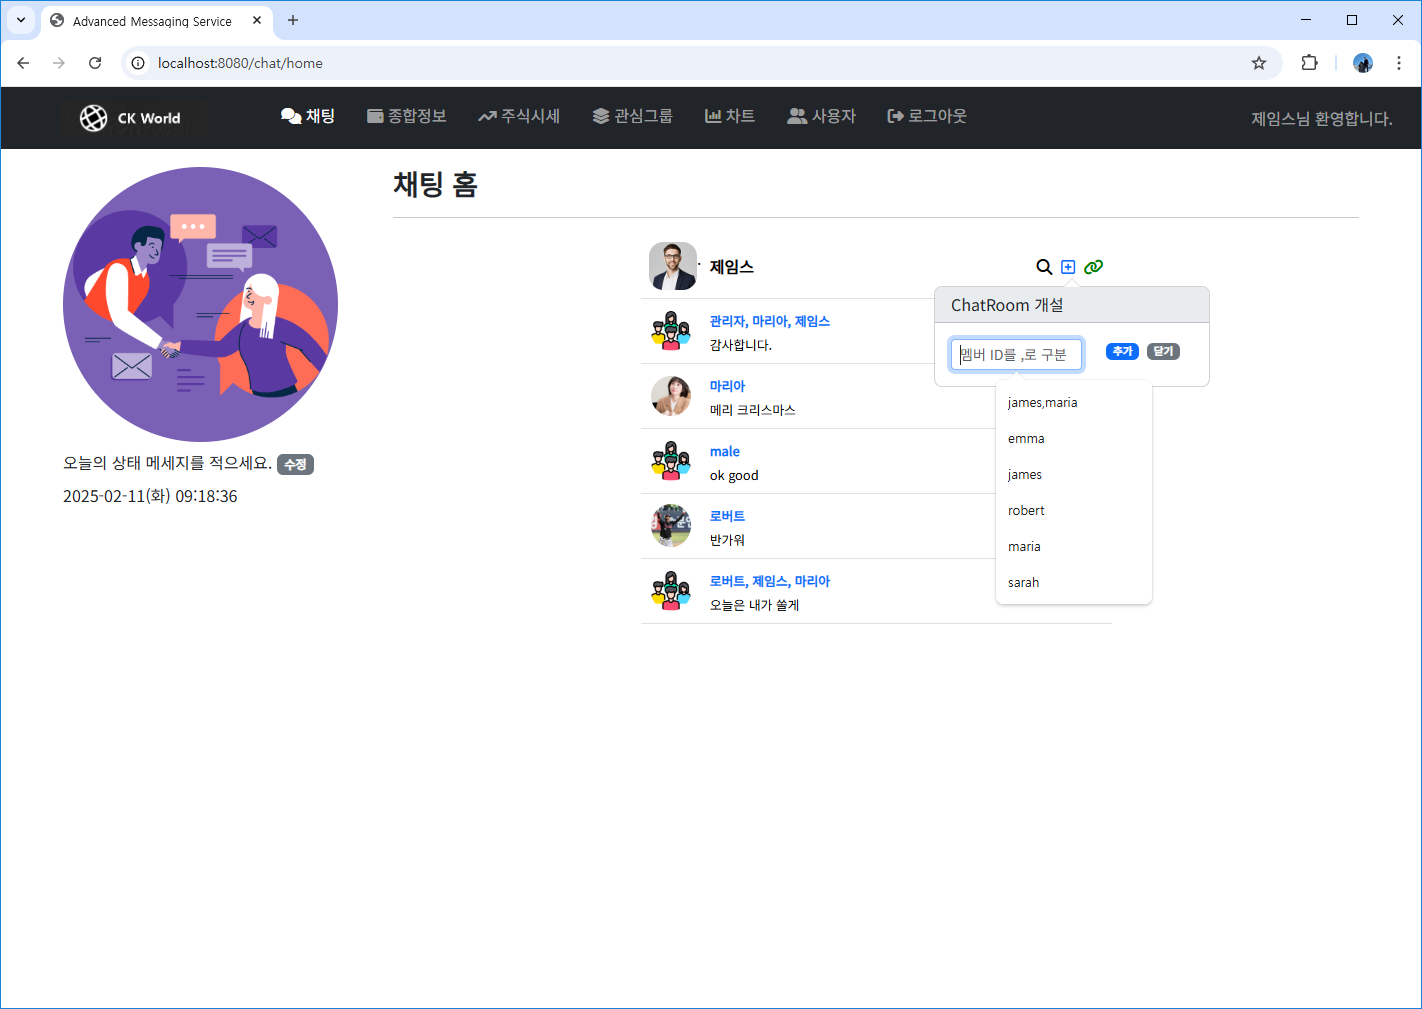 Advanced Messaging Service
localhost:8080/chat/home
CK World
채팅
종합정보
주식시세
관심그룹
차트
사용자
로그아웃
제임스님 환영합니다.
오늘의 상태 메세지를 적으세요. 수정
2025-02-11(화) 09:18:36
채팅 홈
제임스
관리자, 마리아, 제임스
감사합니다.
마리아
메리 크리스마스
male
ok good
로버트
반가워
로버트, 제임스, 마리아
오늘은 내가 쏠게
ChatRoom 개설
멤버 ID를 ,로 구분
추가
닫기
james,maria
emma
james
robert
maria
sarah